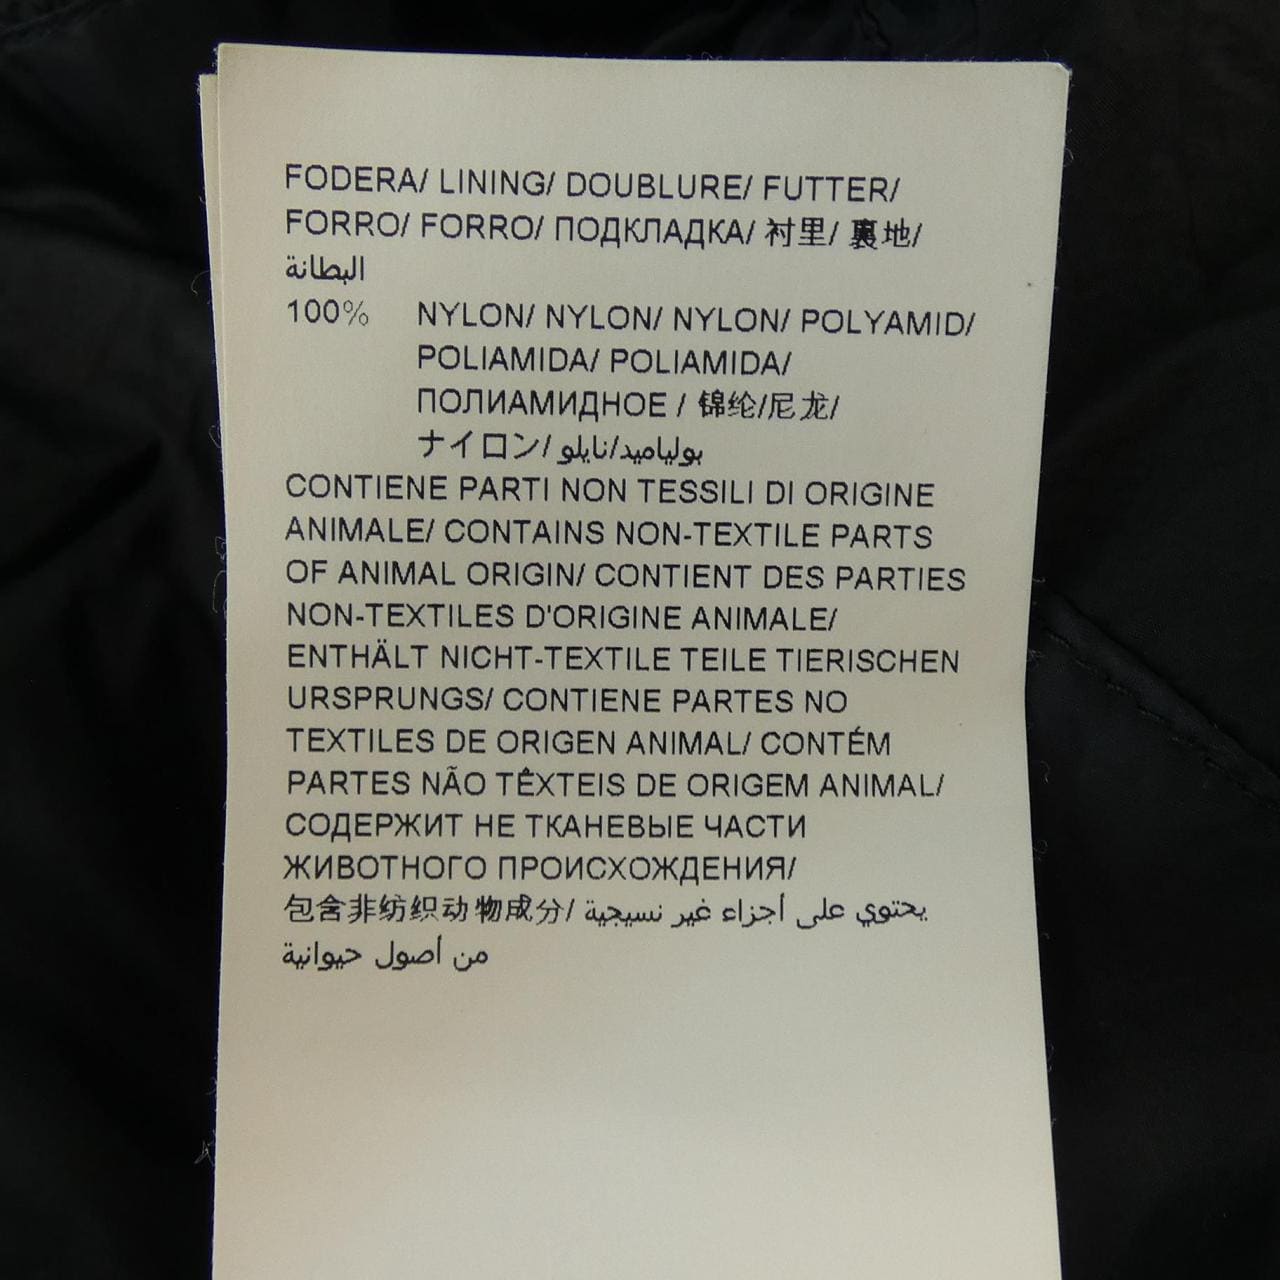 FODERA/ LINING/ DOUBLURE/ FUTTER/
FORRO/ FORRO/ ПОДКЛАДКА/ 衬里/ 裏地/
البطانة
100% NYLON/ NYLON/ NYLON/ POLYAMID/
POLIAMIDA/ POLIAMIDA/
ПОЛИАМИДНОЕ / 锦纶/尼龙/
ナイロン/ بولياميد/نايلو
CONTIENE PARTI NON TESSILI DI ORIGINE
ANIMALE/ CONTAINS NON-TEXTILE PARTS
OF ANIMAL ORIGIN/ CONTIENT DES PARTIES
NON-TEXTILES D'ORIGINE ANIMALE/
ENTHÄLT NICHT-TEXTILE TEILE TIERISCHEN
URSPRUNGS/ CONTIENE PARTES NO
TEXTILES DE ORIGEN ANIMAL/ CONTÉM
PARTES NÃO TÊXTEIS DE ORIGEM ANIMAL/
СОДЕРЖИТ НЕ ТКАНЕВЫЕ ЧАСТИ
ЖИВОТНОГО ПРОИСХОЖДЕНИЯ/
包含非纺织动物成分/ يحتوي على أجزاء غير نسيجية
من أصول حيوانية